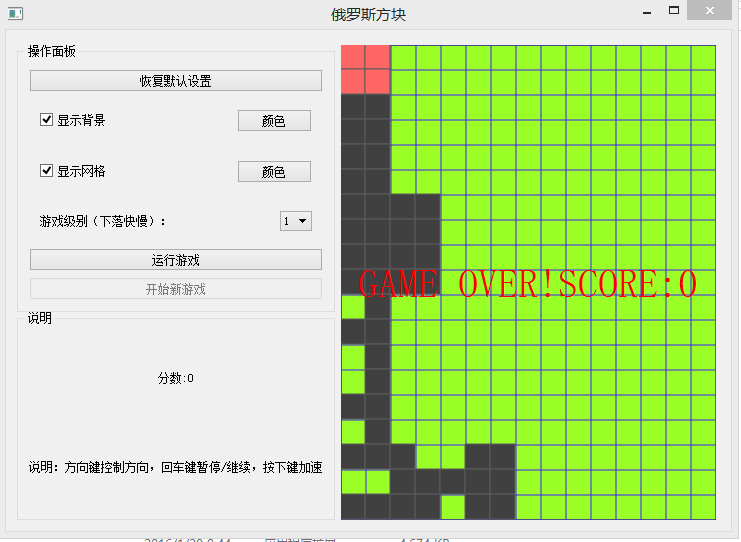 俄罗斯方块
操作面板
恢复默认设置
显示背景
颜色
显示网格
颜色
游戏级别（下落快慢）：
1
运行游戏
开始新游戏
说明
分数:0
说明：方向键控制方向，回车键暂停/继续，按下键加速
GAME OVER!SCORE:0